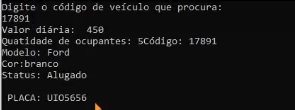 Digite o código de veículo que procura:
17891
Valor diária:  450
Quatidade de ocupantes: 5Código: 17891
Modelo: Ford
Cor:branco
Status: Alugado

 PLACA: UIO5656